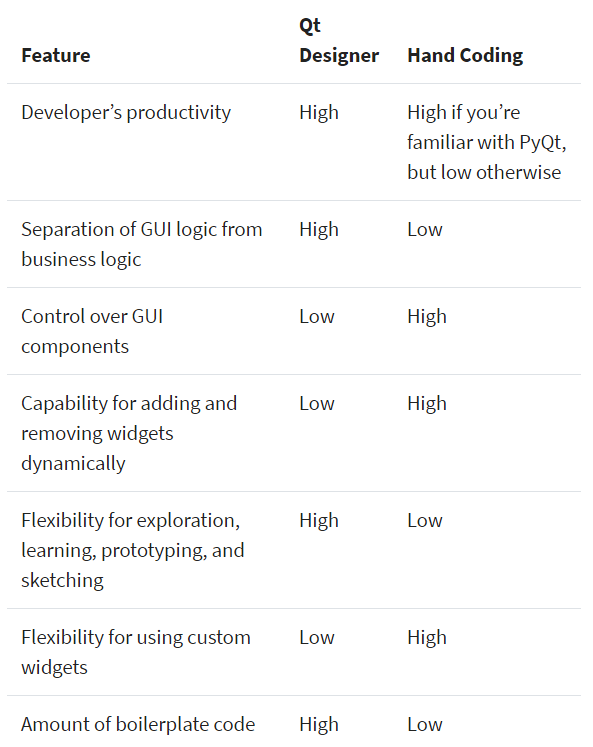 Feature Qt Designer Hand Coding
Developer’s productivity High High if you’re
familiar with PyQt,
but low otherwise
Separation of GUI logic from High Low
business logic
Control over GUI Low High
components
Capability for adding and Low High
removing widgets
dynamically
Flexibility for exploration, High Low
learning, prototyping, and
sketching
Flexibility for using custom Low High
widgets
Amount of boilerplate code High Low